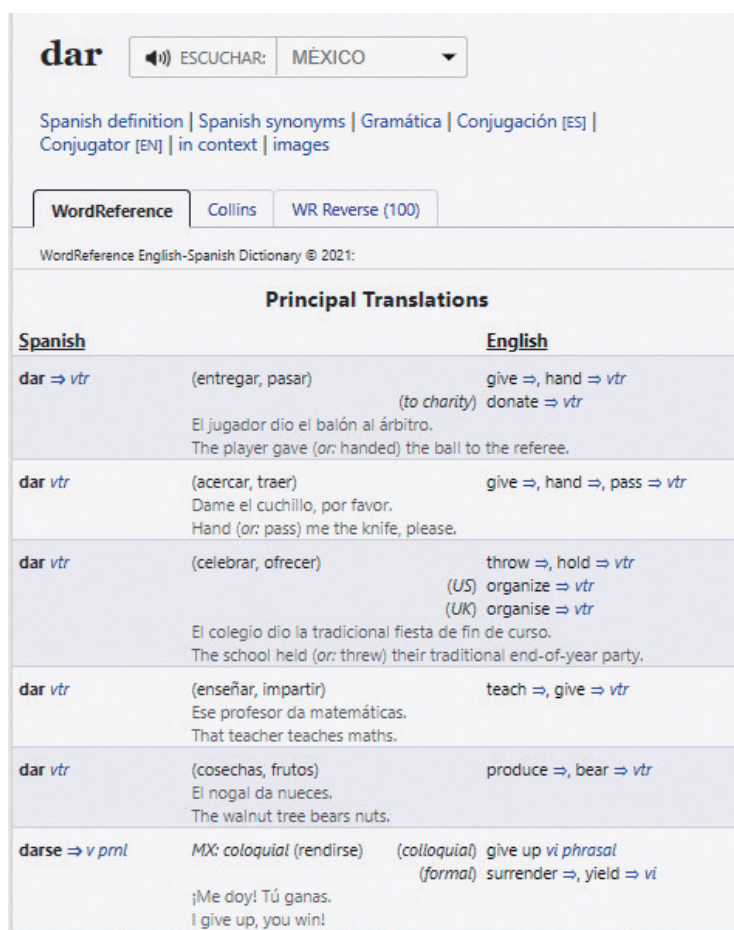 dar ESCUCHAR: MÉXICO
Spanish definition | Spanish synonyms | Gramática | Conjugación [ES] |
Conjugator [EN] | in context | images
WordReference Collins WR Reverse (100)
WordReference English-Spanish Dictionary © 2021:
Principal Translations
Spanish English
dar ⇒ vtr (entregar, pasar) give ⇒, hand ⇒ vtr
(to charity) donate ⇒ vtr
El jugador dio el balón al árbitro.
The player gave (or: handed) the ball to the referee.
dar vtr (acercar, traer) give ⇒, hand ⇒, pass ⇒ vtr
Dame el cuchillo, por favor.
Hand (or: pass) me the knife, please.
dar vtr (celebrar, ofrecer) throw ⇒, hold ⇒ vtr
(US) organize ⇒ vtr
(UK) organise ⇒ vtr
El colegio dio la tradicional fiesta de fin de curso.
The school held (or: threw) their traditional end-of-year party.
dar vtr (enseñar, impartir) teach ⇒, give ⇒ vtr
Ese profesor da matemáticas.
That teacher teaches maths.
dar vtr (cosechas, frutos) produce ⇒, bear ⇒ vtr
El nogal da nueces.
The walnut tree bears nuts.
darse ⇒ v prnl MX: coloquial (rendirse) (colloquial) give up vi phrasal
(formal) surrender ⇒, yield ⇒ vi
¡Me doy! Tú ganas.
I give up, you win!